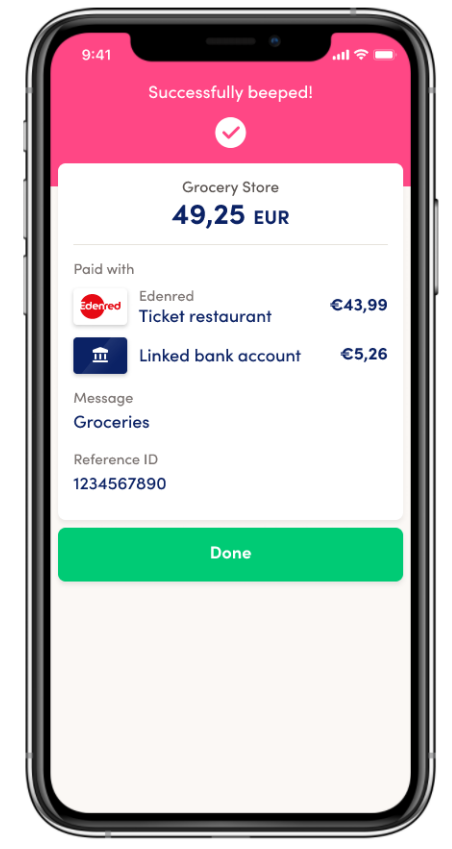 9:41
Successfully beeped!
Grocery Store
49,25 EUR
Paid with
Edenred
Edenred
Ticket restaurant
€43,99
Linked bank account
€5,26
Message
Groceries
Reference ID
1234567890
Done